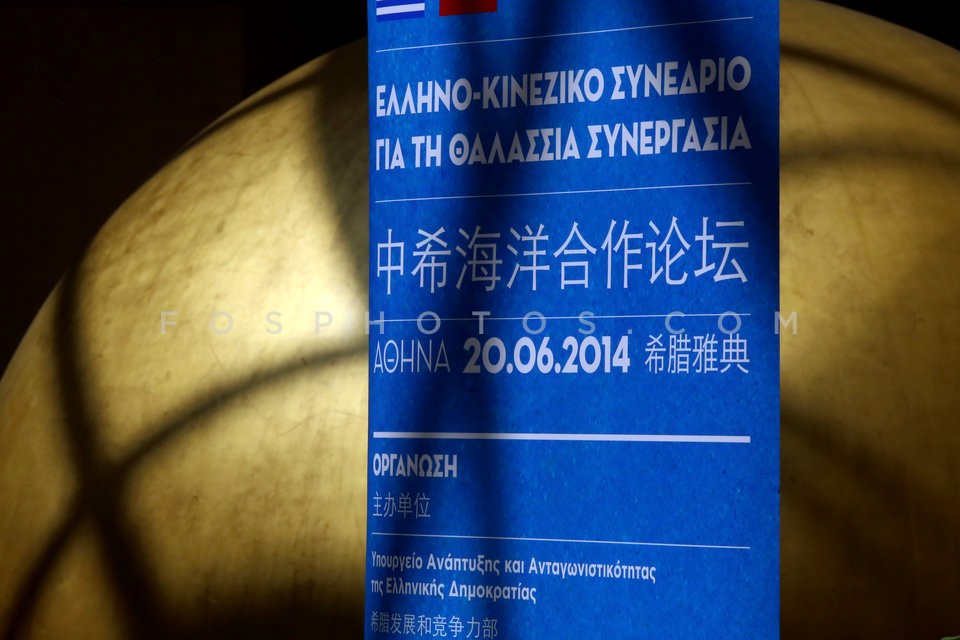 ΕΛΛΗΝΟ-ΚΙΝΕΖΙΚΟ ΣΥΝΕΔΡΙΟ
ΓΙΑ ΤΗ ΘΑΛΑΣΣΙΑ ΣΥΝΕΡΓΑΣΙΑ
中希海洋合作论坛
FOSPHOTOS.COM
ΑΘΗΝΑ 20.06.2014 希腊雅典
ΟΡΓΑΝΩΣΗ
主办单位
Υπουργείο Ανάπτυξης και Ανταγωνιστικότητας
της Ελληνικής Δημοκρατίας
希腊发展和竞争力部